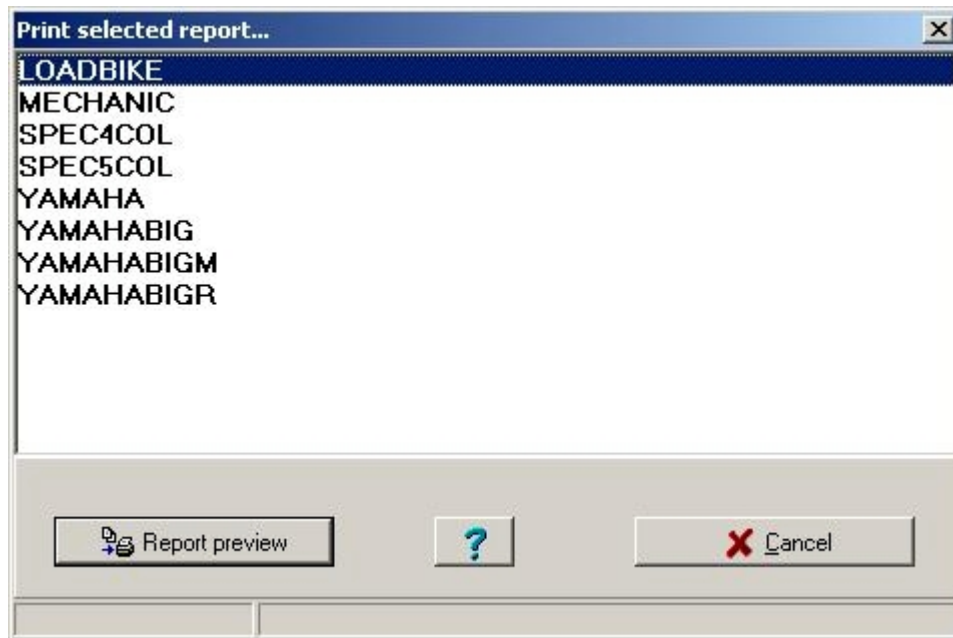 Print selected report...
LOADBIKE
MECHANIC
SPEC4COL
SPEC5COL
YAMAHA
YAMAHABIG
YAMAHABIGM
YAMAHABIGR
Report preview
?
Cancel